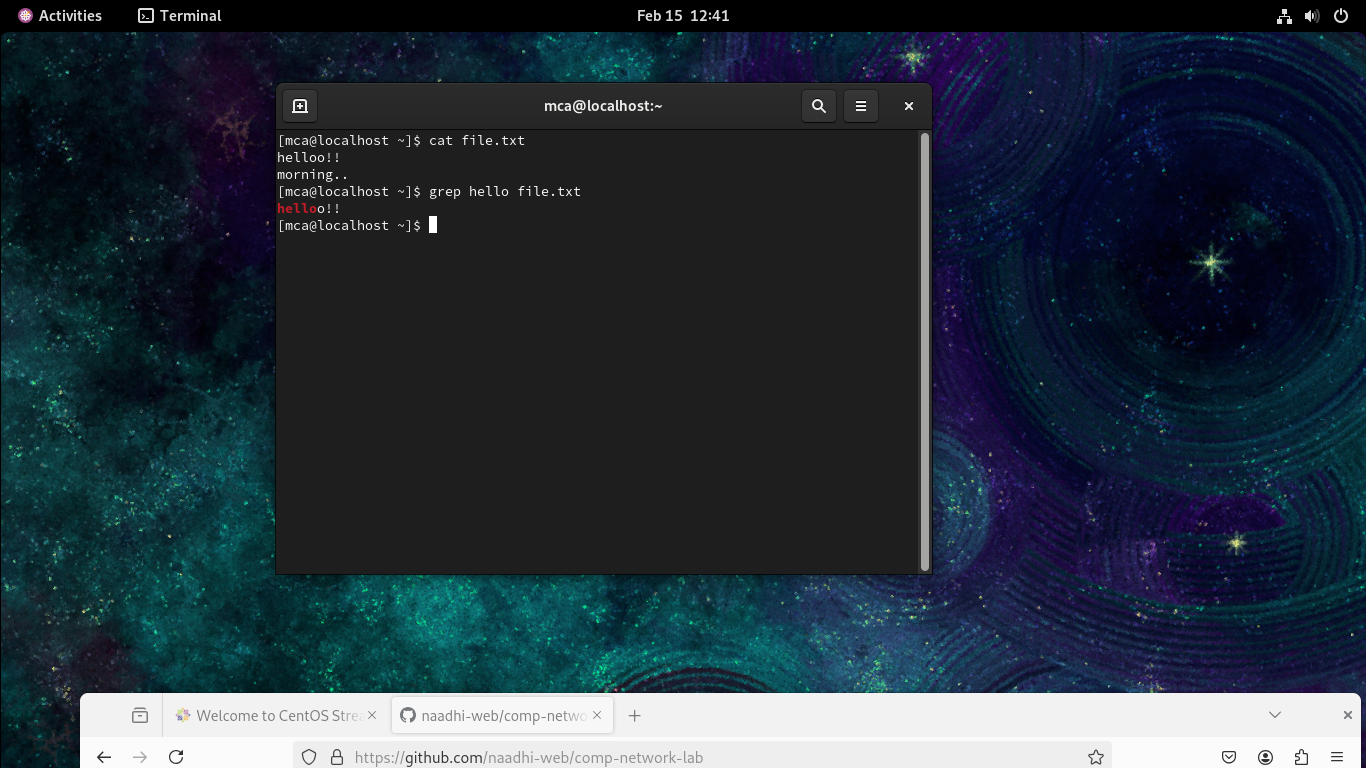 Activities Terminal Feb 15 12:41
mca@localhost:~
[mca@localhost ~]$ cat file.txt
helloo!!
morning..
[mca@localhost ~]$ grep hello file.txt
helloo!!
[mca@localhost ~]$
Welcome to CentOS Strea naadhi-web/comp-netwo
https://github.com/naadhi-web/comp-network-lab